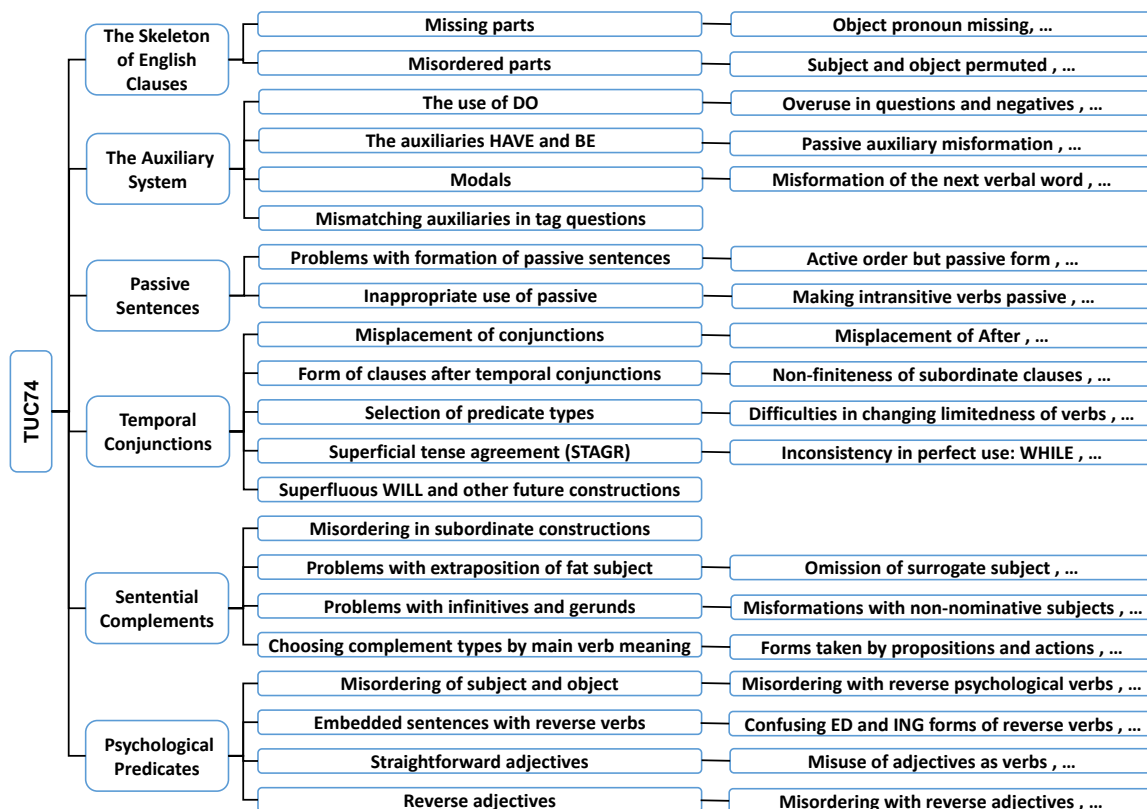 TUC74
The Skeleton
of English
Clauses
Missing parts
Object pronoun missing, ...
Misordered parts
Subject and object permuted , ...
The Auxiliary
System
The use of DO
Overuse in questions and negatives , ...
The auxiliaries HAVE and BE
Passive auxiliary misformation , ...
Modals
Misformation of the next verbal word , ...
Mismatching auxiliaries in tag questions
Passive
Sentences
Problems with formation of passive sentences
Active order but passive form , ...
Inappropriate use of passive
Making intransitive verbs passive , ...
Temporal
Conjunctions
Misplacement of conjunctions
Misplacement of After , ...
Form of clauses after temporal conjunctions
Non-finiteness of subordinate clauses , ...
Selection of predicate types
Difficulties in changing limitedness of verbs , ...
Superficial tense agreement (STAGR)
Inconsistency in perfect use: WHILE , ...
Superfluous WILL and other future constructions
Sentential
Complements
Misordering in subordinate constructions
Problems with extraposition of fat subject
Omission of surrogate subject , ...
Problems with infinitives and gerunds
Misformations with non-nominative subjects , ...
Choosing complement types by main verb meaning
Forms taken by propositions and actions , ...
Psychological
Predicates
Misordering of subject and object
Misordering with reverse psychological verbs , ...
Embedded sentences with reverse verbs
Confusing ED and ING forms of reverse verbs , ...
Straightforward adjectives
Misuse of adjectives as verbs , ...
Reverse adjectives
Misordering with reverse adjectives , ...